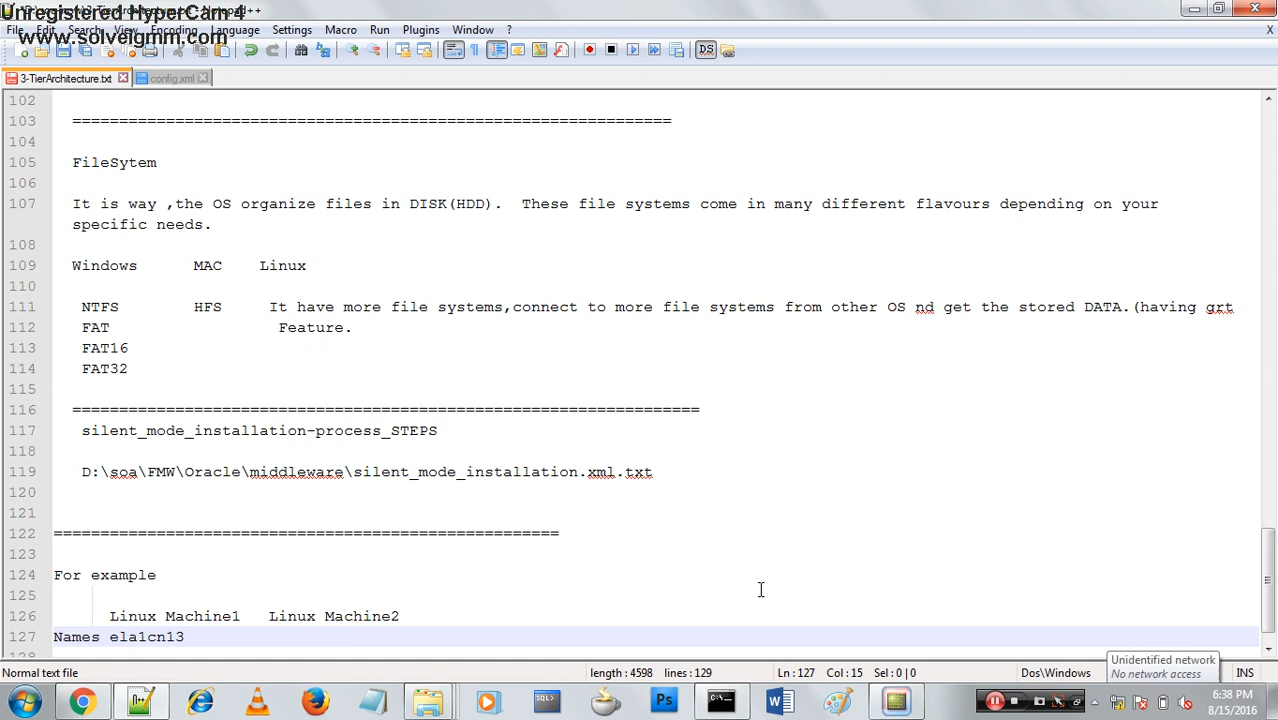 Unregistered HyperCam 4
www.solveigmm.com
File Edit Search View Encoding Language Settings Macro Run Plugins Window ? X
3-TierArchitecture.txt config.xml
102
103 ================================================================
104
105 FileSytem
106
107 It is way ,the OS organize files in DISK(HDD). These file systems come in many different flavours depending on your
specific needs.
108
109 Windows MAC Linux
110
111 NTFS HFS It have more file systems,connect to more file systems from other OS nd get the stored DATA.(having grt
112 FAT Feature.
113 FAT16
114 FAT32
115
116 ===================================================================
117 silent_mode_installation-process_STEPS
118
119 D:\soa\FMW\Oracle\middleware\silent_mode_installation.xml.txt
120
121
122 ======================================================
123
124 For example
125
126 Linux Machine1 Linux Machine2
127 Names ela1cn13
128
Unidentified network
No network access
Normal text file length : 4598 lines : 129 Ln : 127 Col : 15 Sel : 0 | 0 Dos\Windows INS
6:38 PM
8/15/2016